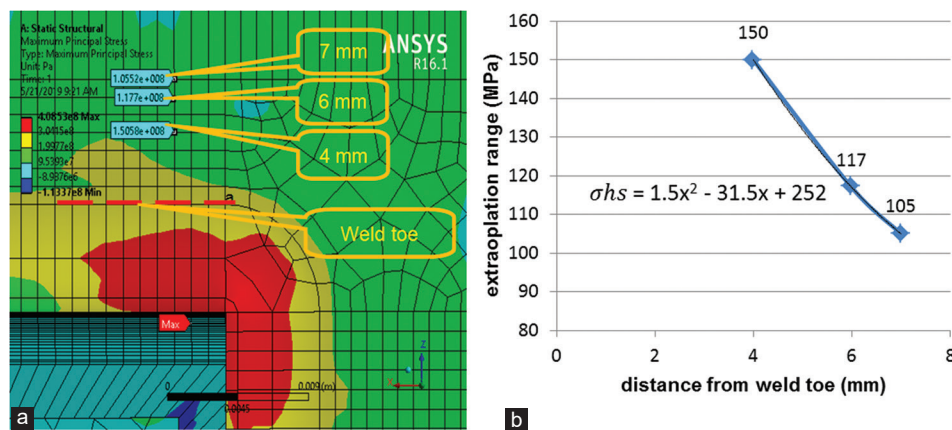 A: Static Structural
Maximum Principal Stress
Type: Maximum Principal Stress
Unit: Pa
Time: 1
5/21/2019 9:21 AM
ANSYS
R16.1
7 mm
1.0552e+008
1.177e+008
6 mm
1.5058e+008
4 mm
4.0853e8 Max
3.0415e8
1.9977e8
9.5393e7
-8.9876e6
-1.1337e8 Min
a
Weld toe
Max
0
0.009 (m)
0.0045
Z
a
extraoplation range (MPa)
160
150
140
130
120
110
100
90
80
150
117
105
σhs = 1.5x² - 31.5x + 252
0 2 4 6 8
distance from weld toe (mm)
b